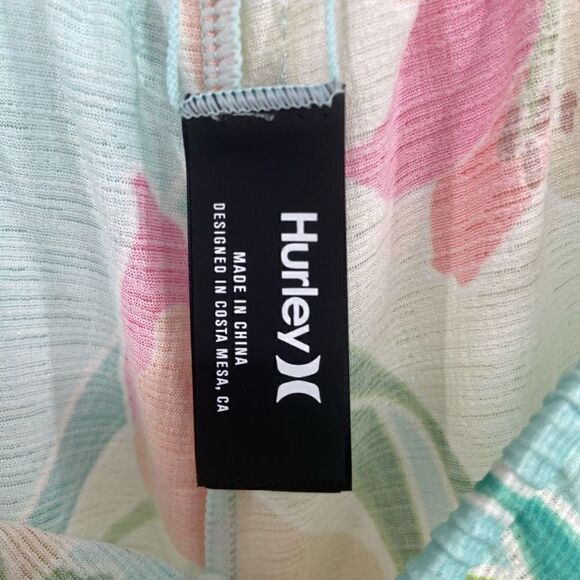 Hurley
MADE IN CHINA
DESIGNED IN COSTA MESA, CA